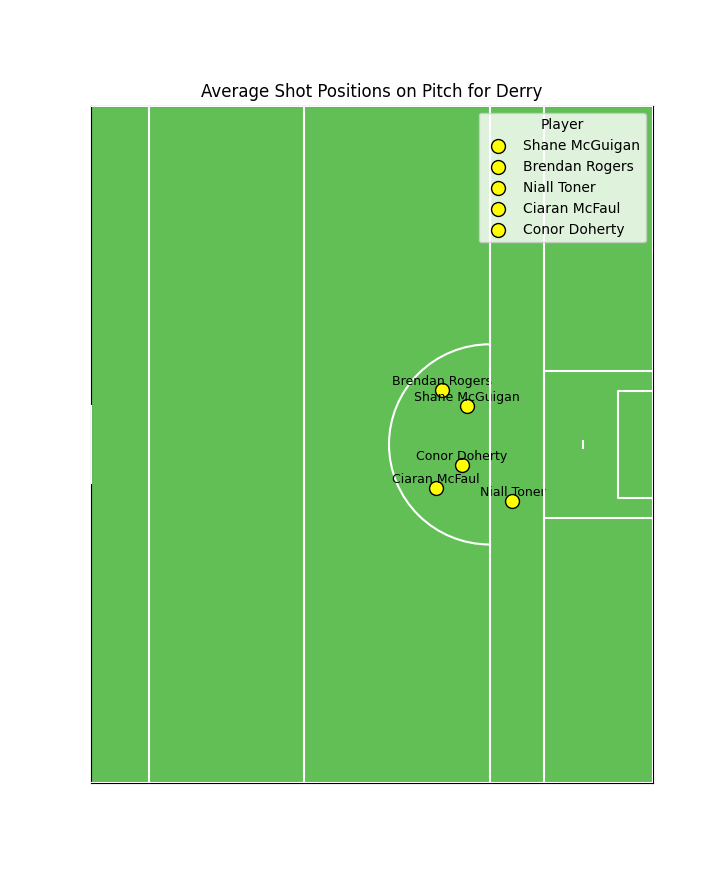 Average Shot Positions on Pitch for Derry
Player
Shane McGuigan
Brendan Rogers
Niall Toner
Ciaran McFaul
Conor Doherty
Brendan Rogers
Shane McGuigan
Conor Doherty
Ciaran McFaul
Niall Toner